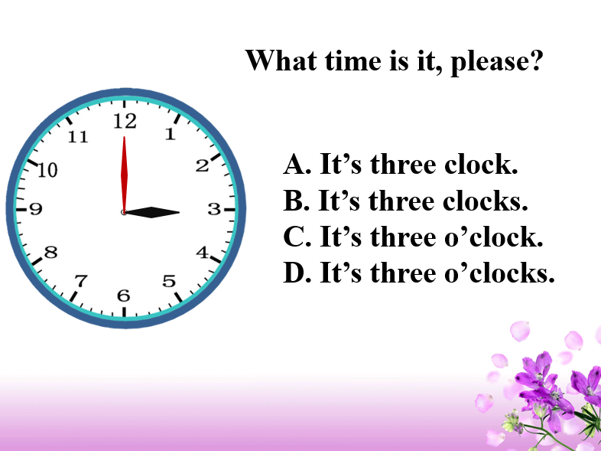 What time is it, please?
12
11
1
10
2
9
3
8
4
7
5
6
A. It’s three clock.
B. It’s three clocks.
C. It’s three o’clock.
D. It’s three o’clocks.